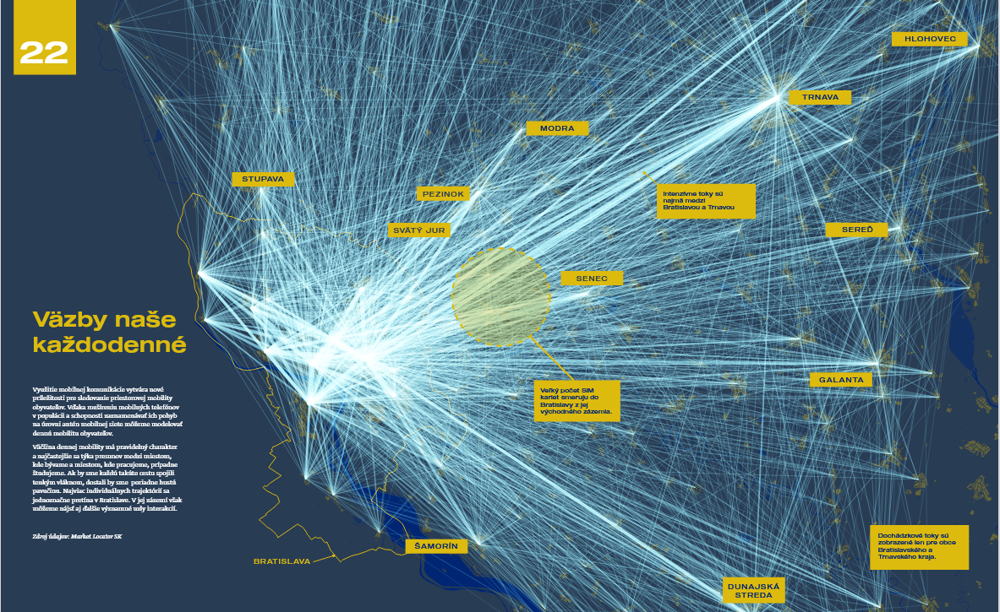 22
HLOHOVEC
TRNAVA
MODRA
STUPAVA
PEZINOK
Intenzívne toky sú
najmä medzi
Bratislavou a Trnavou
SVÄTÝ JUR
SEREĎ
SENEC
Väzby naše
každodenné
GALANTA
Veľký počet SIM
kariet smeruju do
Bratislavy z jej
východného zázemia.
Využitie mobilnej komunikácie vytvára nové
príležitosti pre sledovanie priestorovej mobility
obyvateľov. Vďaka rozšíreniu mobilných telefónov
v populácii a schopnosti zaznamenávať ich pohyb
na úrovni antén mobilnej siete môžeme modelovať
dennú mobilitu obyvateľov.
Väčšina dennej mobility má pravidelný charakter
a najčastejšie sa týka presunov medzi miestom,
kde bývame a miestom, kde pracujeme, prípadne
študujeme. Ak by sme každú takúto cestu spojili
tenkým vláknom, dostali by sme poriadne hustú
pavučinu. Najviac individuálnych trajektórií sa
jednoznačne pretína v Bratislave. V jej zázemí však
môžeme nájsť aj ďalšie významné uzly interakcií.
Zdroj údajov: Market Locator SK
Dochádzkové toky sú
zobrazené len pre obce
Bratislavského a
Trnavského kraja.
ŠAMORÍN
BRATISLAVA
DUNAJSKÁ
STREDA